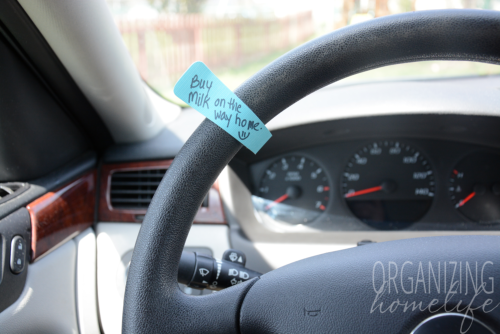 Buy
Milk on the
way home.
ORGANIZING
homelife